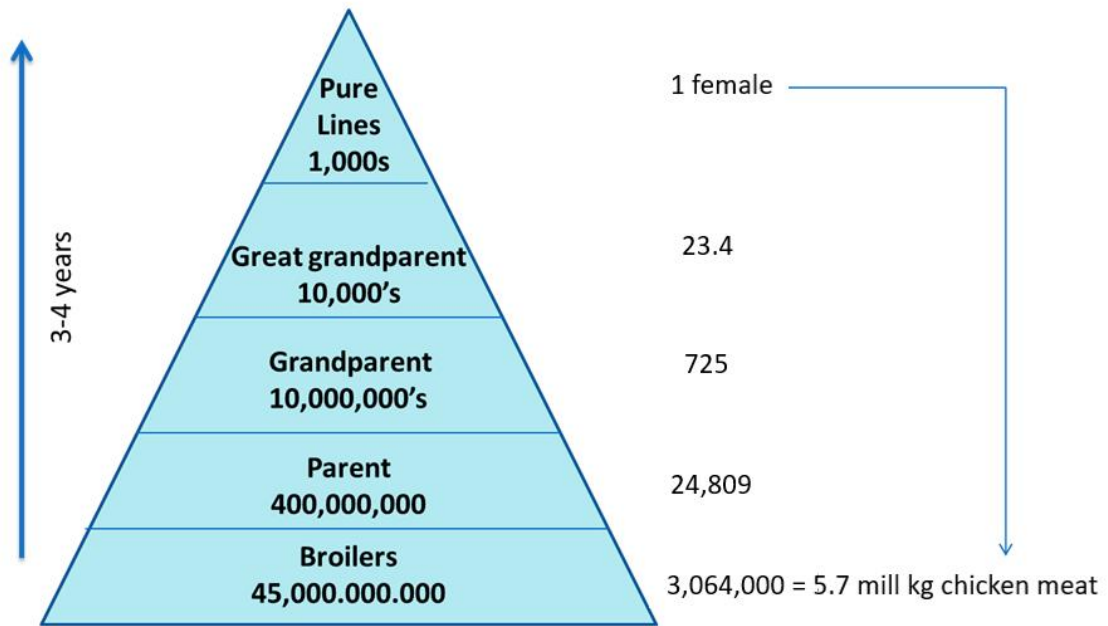 Pure
Lines
1,000s
1 female
Great grandparent
10,000's
23.4
Grandparent
10,000,000's
725
Parent
400,000,000
24,809
Broilers
45,000.000.000
3,064,000 = 5.7 mill kg chicken meat
3-4 years